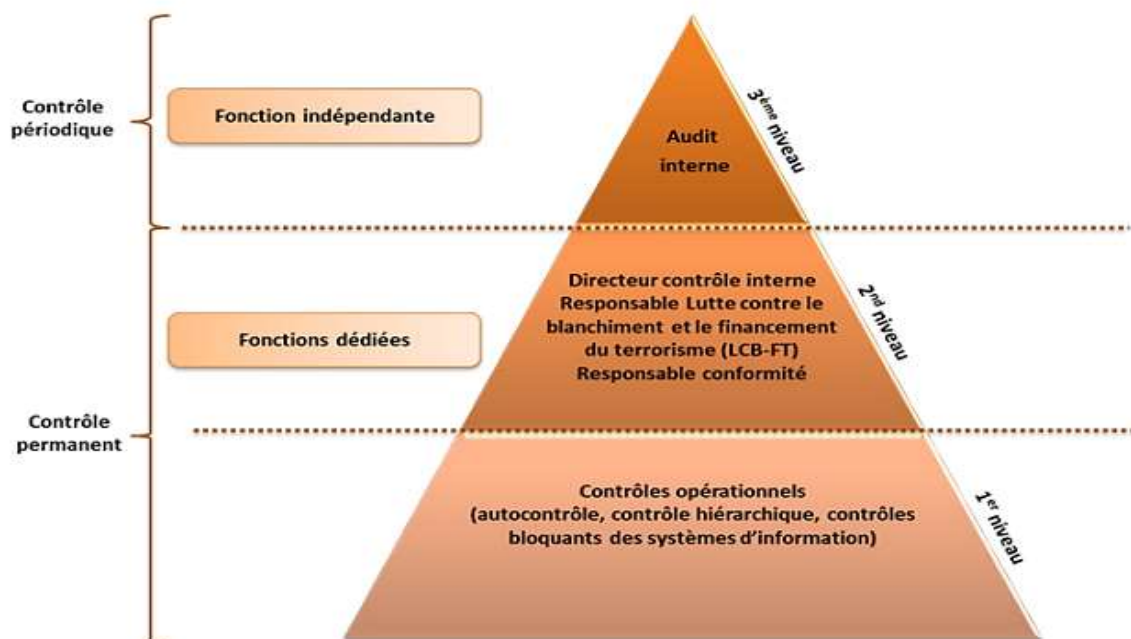 Contrôle
périodique
Fonction indépendante
Audit
interne
3ème niveau
Fonctions dédiées
Directeur contrôle interne
Responsable Lutte contre le
blanchiment et le financement
du terrorisme (LCB-FT)
Responsable conformité
2nd niveau
Contrôle
permanent
Contrôles opérationnels
(autocontrôle, contrôle hiérarchique, contrôles
bloquants des systèmes d'information)
1er niveau